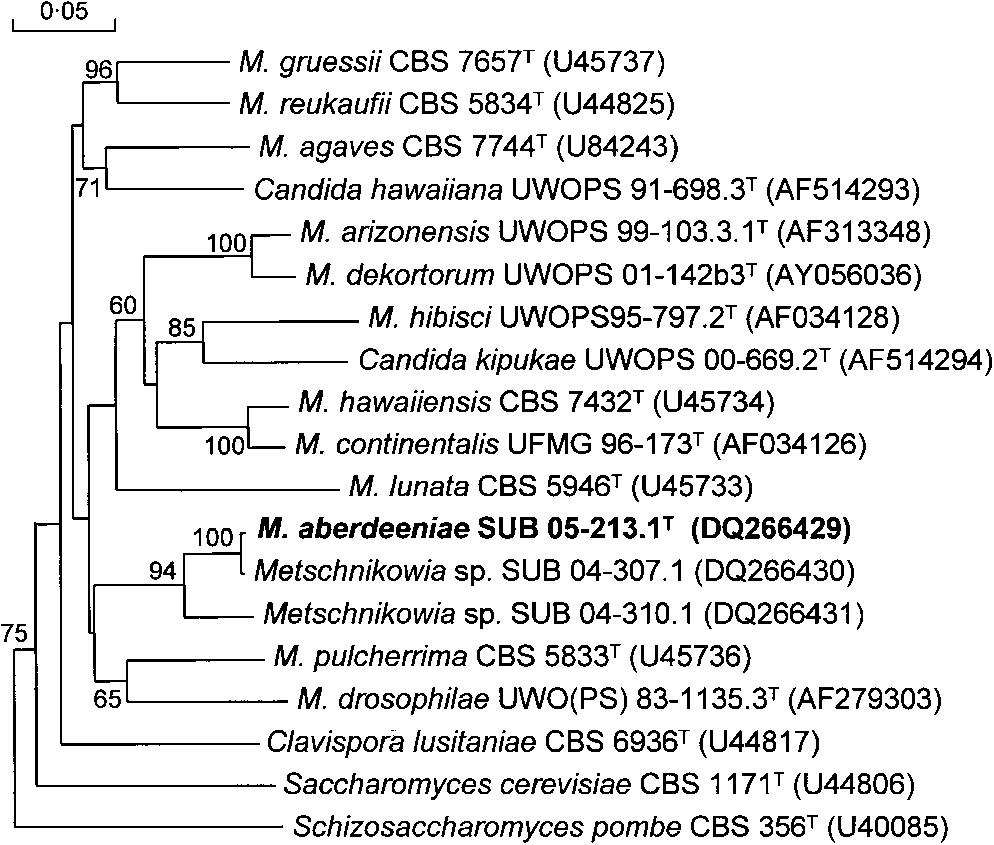 0·05
96
M. gruessii CBS 7657ᵀ (U45737)
M. reukaufii CBS 5834ᵀ (U44825)
M. agaves CBS 7744ᵀ (U84243)
71
Candida hawaiiana UWOPS 91-698.3ᵀ (AF514293)
100
M. arizonensis UWOPS 99-103.3.1ᵀ (AF313348)
M. dekortorum UWOPS 01-142b3ᵀ (AY056036)
60
85
M. hibisci UWOPS95-797.2ᵀ (AF034128)
Candida kipukae UWOPS 00-669.2ᵀ (AF514294)
M. hawaiiensis CBS 7432ᵀ (U45734)
100
M. continentalis UFMG 96-173ᵀ (AF034126)
M. lunata CBS 5946ᵀ (U45733)
100
M. aberdeeniae SUB 05-213.1ᵀ (DQ266429)
94
Metschnikowia sp. SUB 04-307.1 (DQ266430)
Metschnikowia sp. SUB 04-310.1 (DQ266431)
75
M. pulcherrima CBS 5833ᵀ (U45736)
65
M. drosophilae UWO(PS) 83-1135.3ᵀ (AF279303)
Clavispora lusitaniae CBS 6936ᵀ (U44817)
Saccharomyces cerevisiae CBS 1171ᵀ (U44806)
Schizosaccharomyces pombe CBS 356ᵀ (U40085)